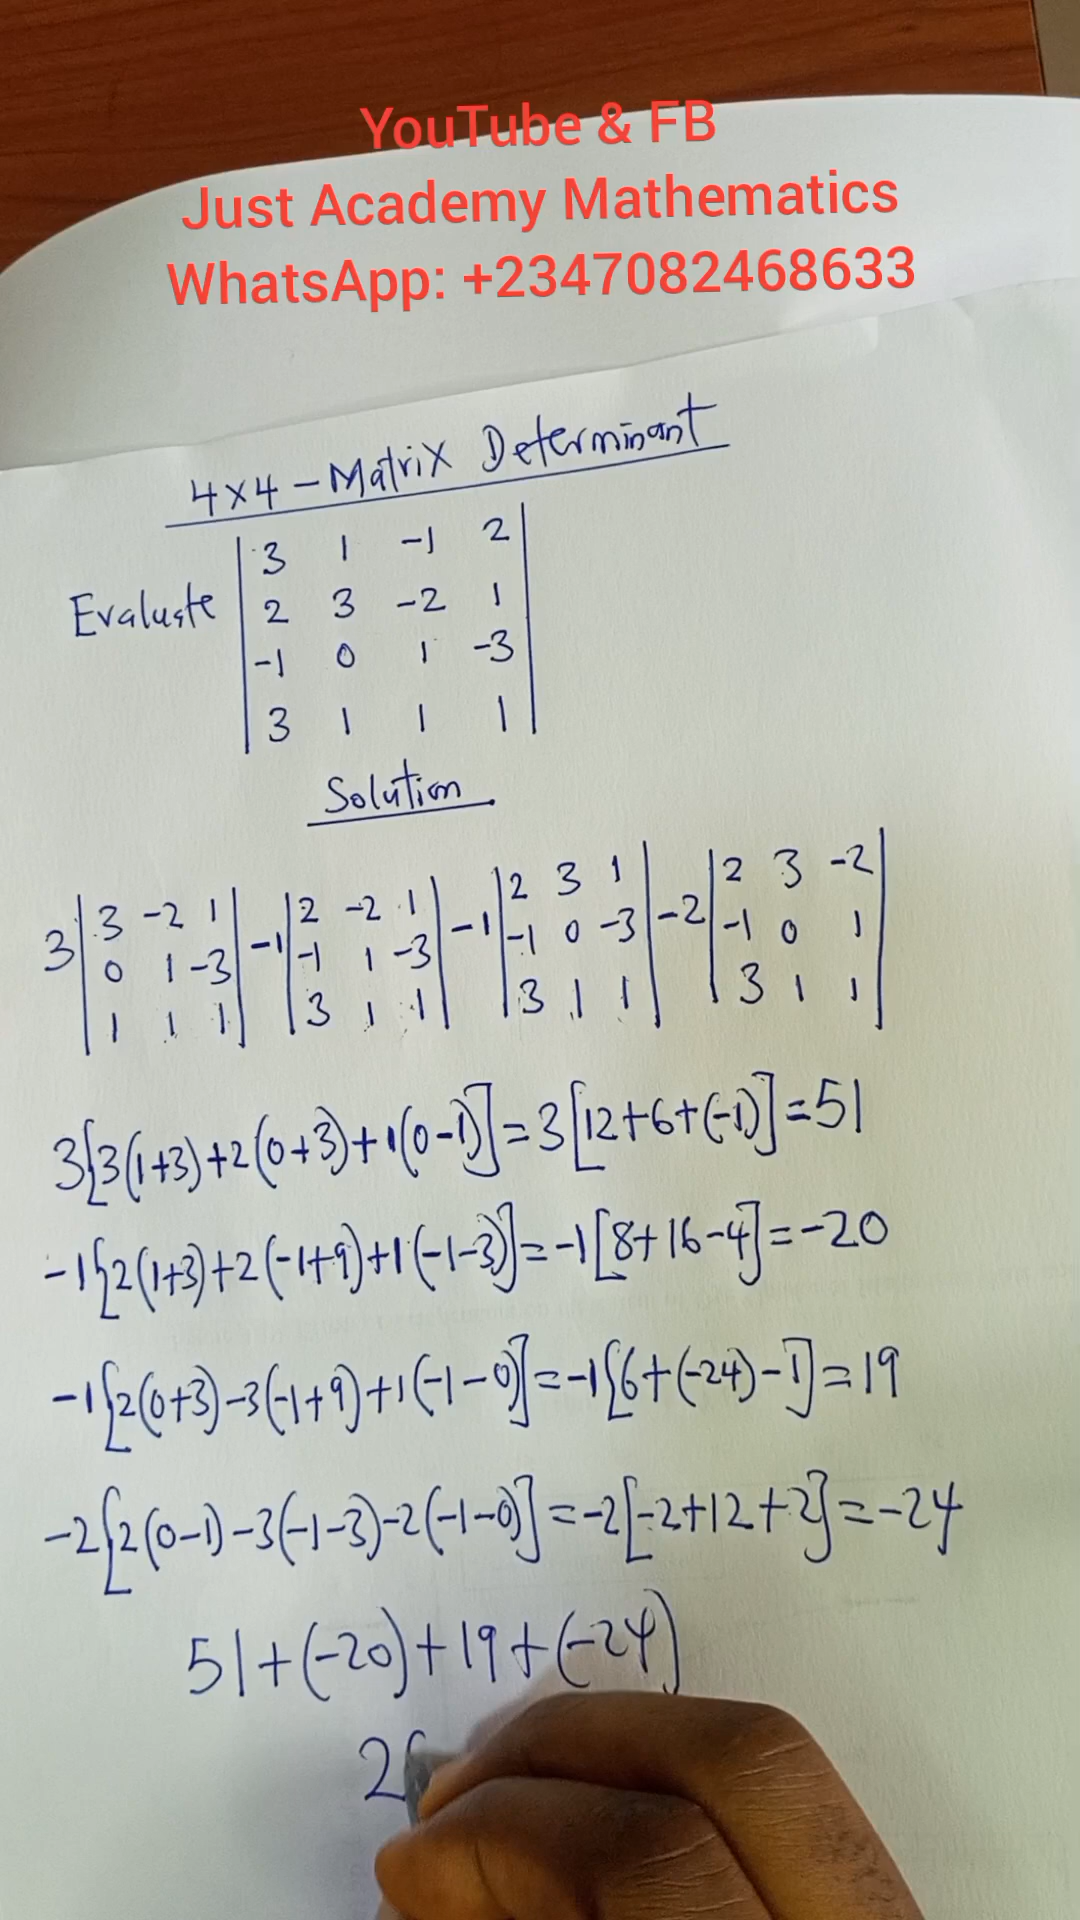 YouTube & FB
Just Academy Mathematics
WhatsApp: +2347082468633
4×4 - Matrix Determinant
Evaluate
| 3 1 -1 2 |
| 2 3 -2 1 |
| -1 0 1 -3 |
| 3 1 1 1 |
Solution
3 | 3 -2 1 | -1 | 2 -2 1 | -1 | 2 3 1 | -2 | 2 3 -2 |
| 0 1 -3 | | -1 1 -3 | | -1 0 -3 | | -1 0 1 |
| 1 1 1 | | 3 1 1 | | 3 1 1 | | 3 1 1 |
3[3(1+3)+2(0+3)+1(0-1)]=3[12+6+(-1)]=51
-1[2(1+3)+2(-1+9)+1(-1-3)]=-1[8+16-4]=-20
-1[2(0+3)-3(-1+9)+1(-1-0)]=-1[6+(-24)-1]=19
-2[2(0-1)-3(-1-3)-2(-1-0)]=-2[-2+12+2]=-24
51+(-20)+19+(-24)
2